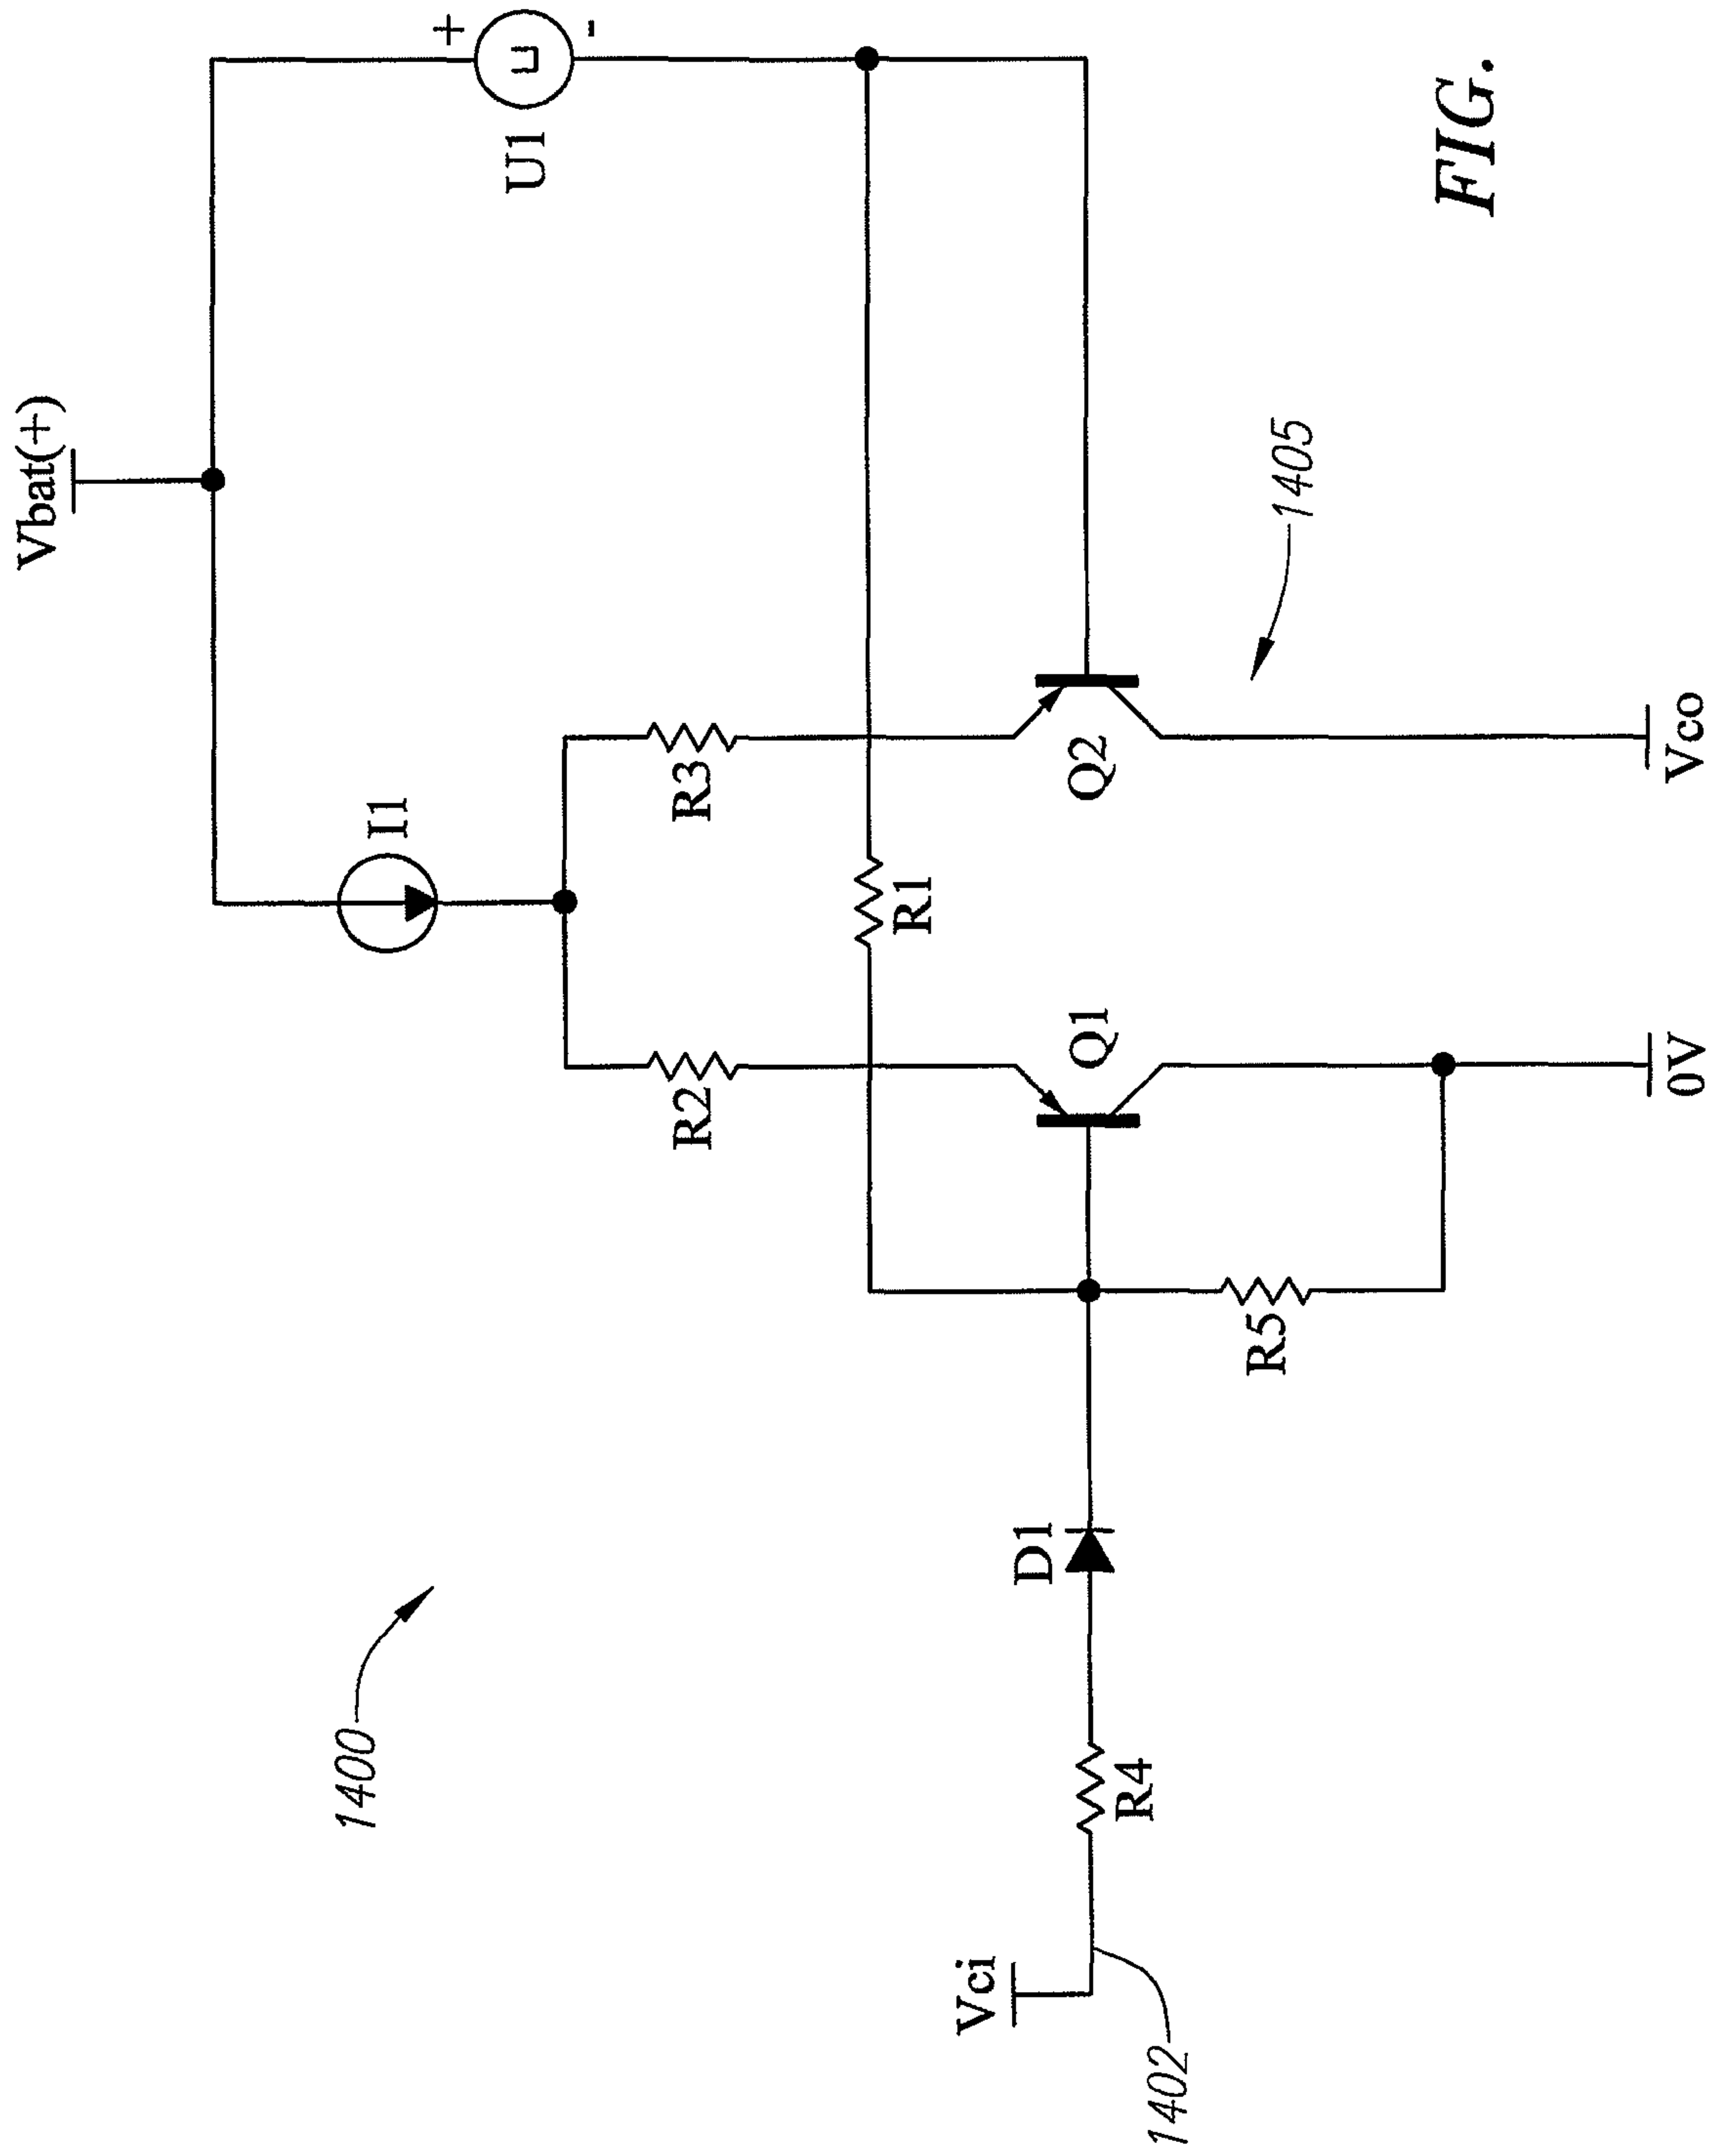 Vbat(+)
+
U1
U
-
I1
R3
R2
R1
Q2
Q1
1405
1400
D1
R5
R4
Vci
1402
Vco
0V
FIG.